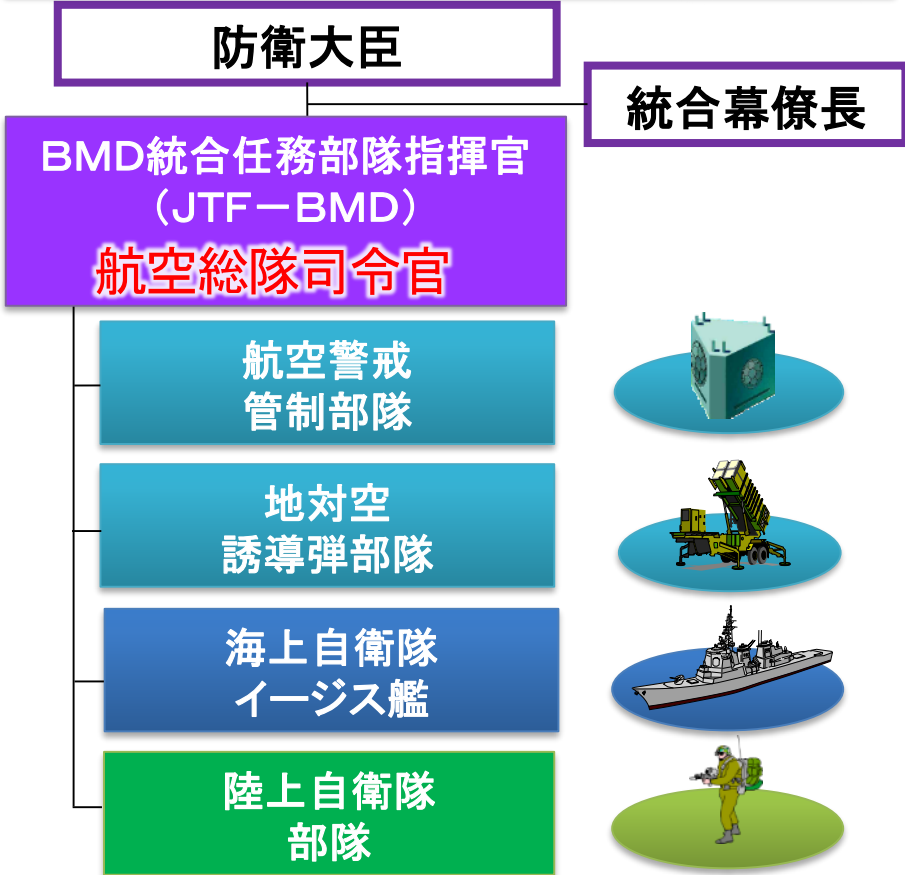 防衛大臣
統合幕僚長
BMD統合任務部隊指揮官
（JTF－BMD）
航空総隊司令官
航空警戒
管制部隊
地対空
誘導弾部隊
海上自衛隊
イージス艦
陸上自衛隊
部隊